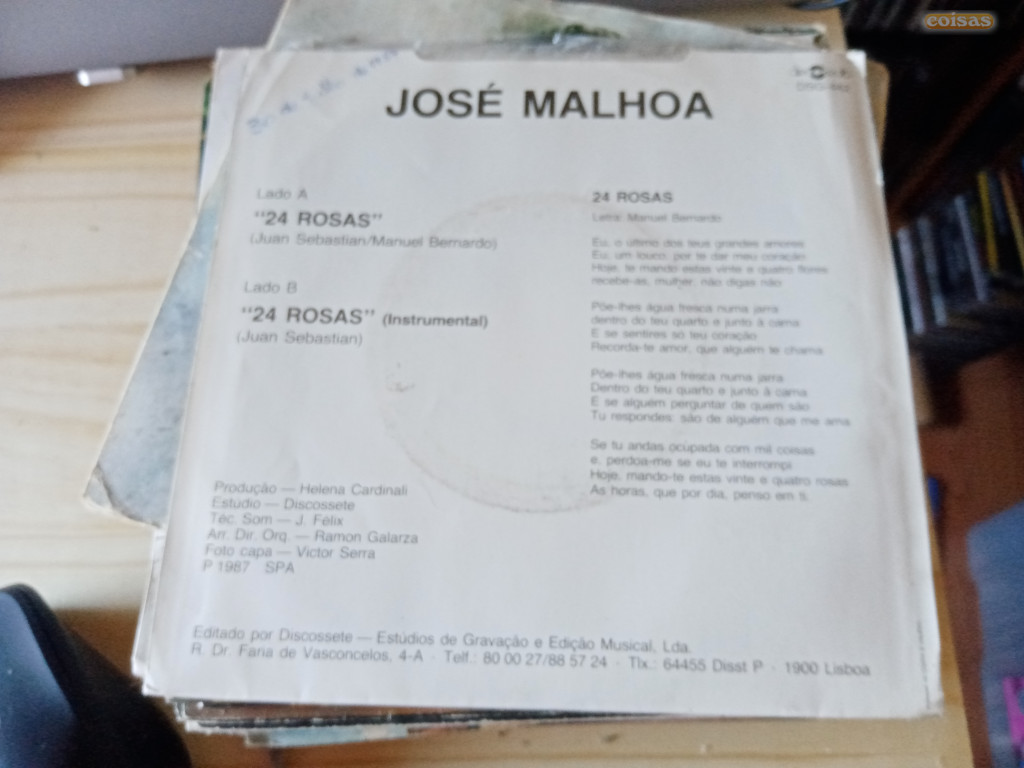 coisas
JOSÉ MALHOA
Lado A
"24 ROSAS"
(Juan Sebastian/Manuel Bernardo)
Lado B
"24 ROSAS" (Instrumental)
(Juan Sebastian)
Produção — Helena Cardinali
Estúdio — Discossete
Téc. Som — J. Félix
Arr. Dir. Orq. — Ramon Galarza
Foto capa — Victor Serra
P 1987 SPA
24 ROSAS
Letra: Manuel Bernardo
Eu, o último dos teus grandes amores
Eu, um louco, por te dar meu coração
Hoje, te mando estas vinte e quatro flores
recebe-as, mulher, não digas não
Põe-lhes água fresca numa jarra
dentro do teu quarto e junto à cama
E se sentires só teu coração
Recorda-te amor, que alguém te chama
Põe-lhes água fresca numa jarra
Dentro do teu quarto e junto à cama
E se alguém perguntar de quem são
Tu respondes: são de alguém que me ama
Se tu andas ocupada com mil coisas
e, perdoa-me se eu te interrompi
Hoje, mando-te estas vinte e quatro rosas
As horas, que por dia, penso em ti.
Editado por Discossete — Estúdios de Gravação e Edição Musical, Lda.
R. Dr. Faria de Vasconcelos, 4-A · Telf.: 80 00 27/88 57 24 · Tlx.: 64455 Disst P · 1900 Lisboa